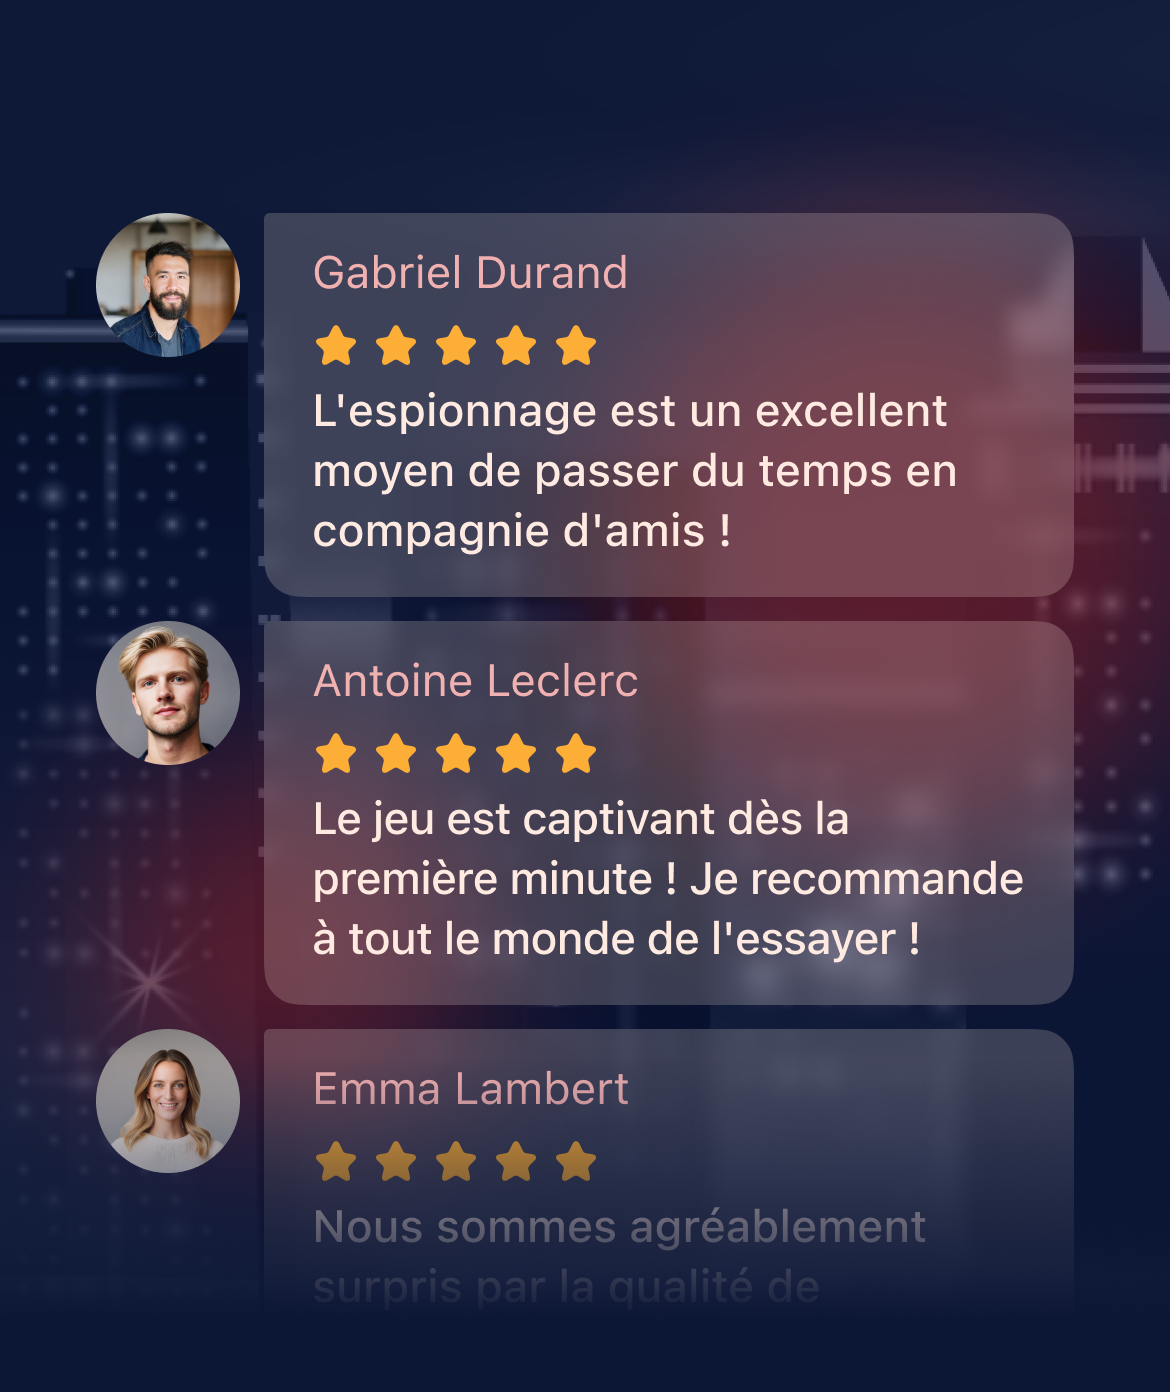 Gabriel Durand
L'espionnage est un excellent
moyen de passer du temps en
compagnie d'amis !
Antoine Leclerc
Le jeu est captivant dès la
première minute ! Je recommande
à tout le monde de l'essayer !
Emma Lambert
Nous sommes agréablement
surpris par la qualité de